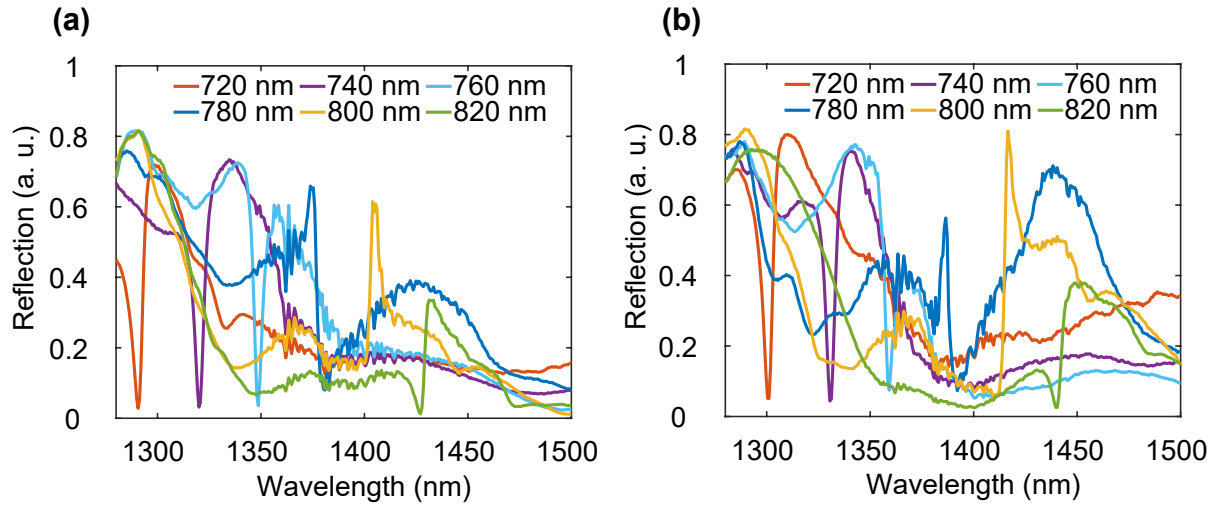 (a)
1
0.8
0.6
0.4
0.2
0
Reflection (a. u.)
720 nm 740 nm 760 nm
780 nm 800 nm 820 nm
1300 1350 1400 1450 1500
Wavelength (nm)
(b)
1
0.8
0.6
0.4
0.2
0
Reflection (a. u.)
720 nm 740 nm 760 nm
780 nm 800 nm 820 nm
1300 1350 1400 1450 1500
Wavelength (nm)